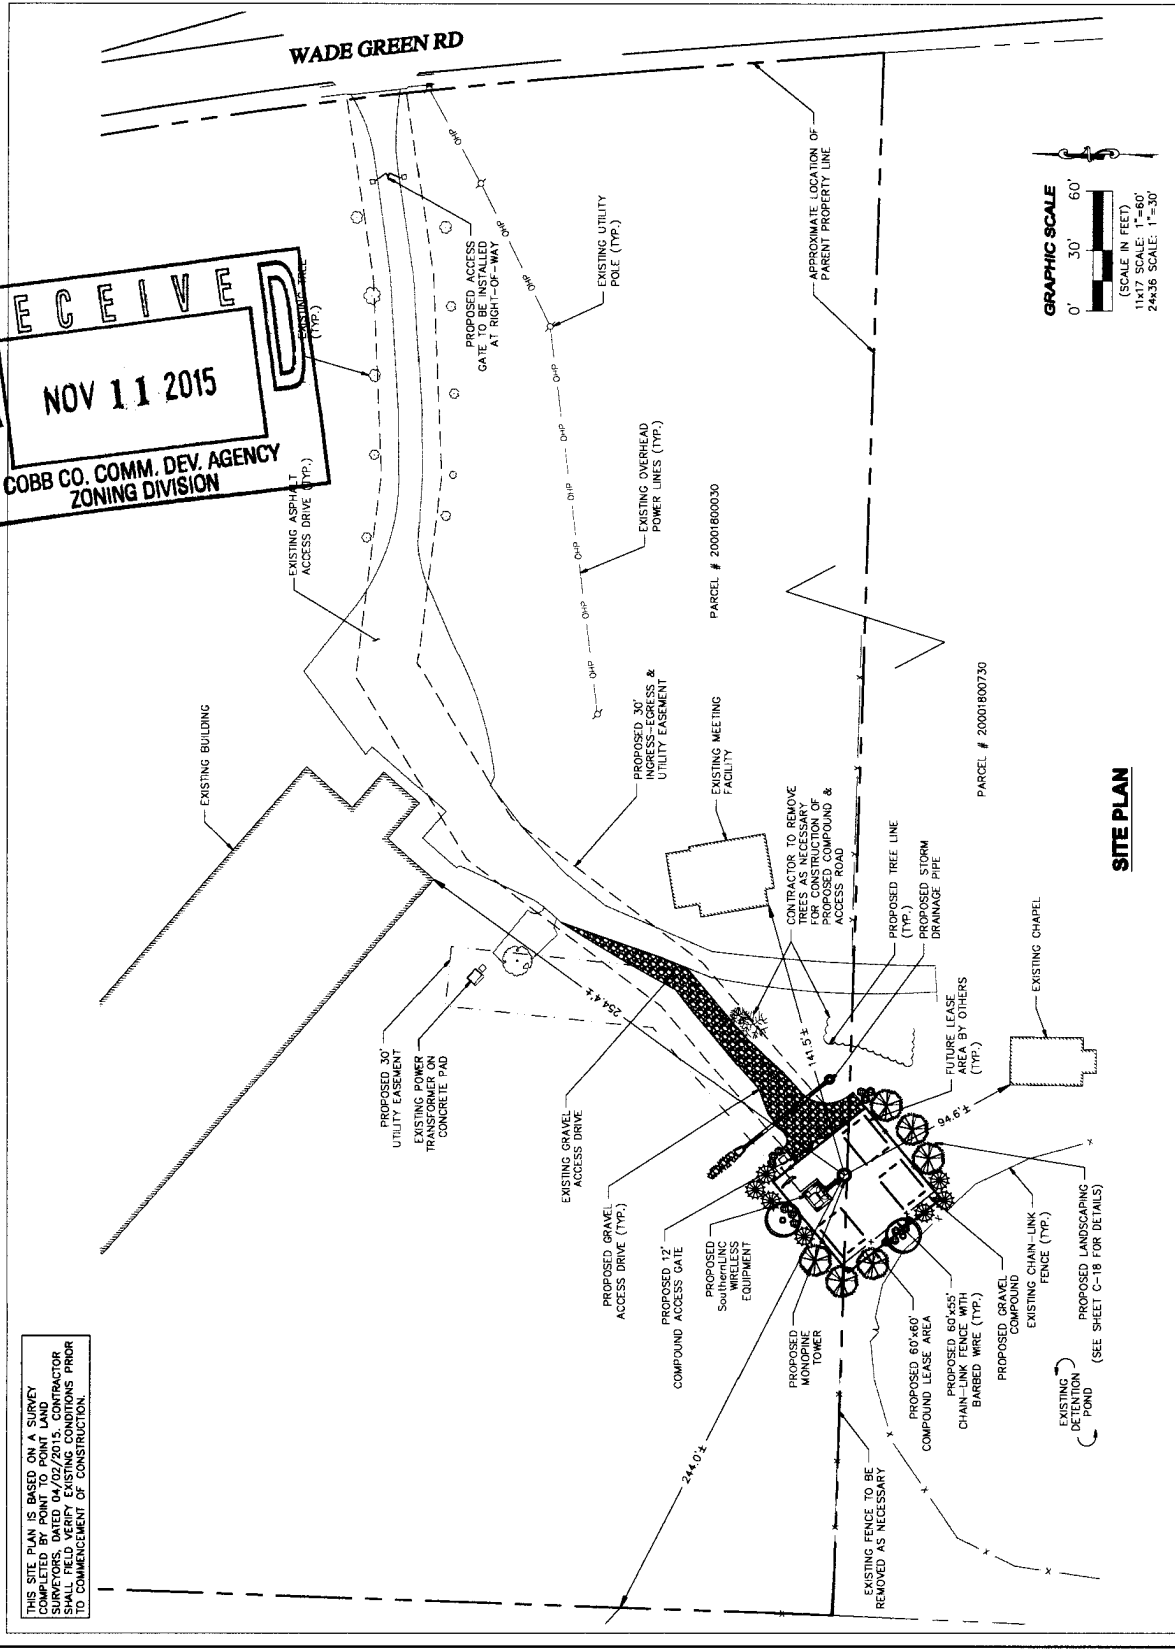 WADE GREEN RD
ECEIVE
D
NOV 11 2015
COBB CO. COMM. DEV. AGENCY
ZONING DIVISION
EXISTING TREE
(TYP.)
EXISTING ASPHALT
ACCESS DRIVE (TYP.)
PROPOSED ACCESS
GATE TO BE INSTALLED
AT RIGHT-OF-WAY
OHP
OHP
OHP
OHP
OHP
OHP
OHP
OHP
OHP
EXISTING UTILITY
POLE (TYP.)
EXISTING OVERHEAD
POWER LINES (TYP.)
APPROXIMATE LOCATION OF
PARENT PROPERTY LINE
GRAPHIC SCALE
0' 30' 60'
(SCALE IN FEET)
11x17 SCALE: 1"=60'
24x36 SCALE: 1"=30'
PARCEL # 20001800030
PARCEL # 20001800730
EXISTING BUILDING
PROPOSED 30'
INGRESS-EGRESS &
UTILITY EASEMENT
EXISTING MEETING
FACILITY
CONTRACTOR TO REMOVE
TREES AS NECESSARY
FOR CONSTRUCTION OF
PROPOSED COMPOUND &
ACCESS ROAD
PROPOSED TREE LINE
(TYP.)
PROPOSED STORM
DRAINAGE PIPE
FUTURE LEASE
AREA BY OTHERS
(TYP.)
EXISTING CHAPEL
SITE PLAN
PROPOSED 30'
UTILITY EASEMENT
EXISTING POWER
TRANSFORMER ON
CONCRETE PAD
254.4'±
141.5'±
94.6'±
244.0'±
EXISTING GRAVEL
ACCESS DRIVE
PROPOSED GRAVEL
ACCESS DRIVE (TYP.)
PROPOSED 12'
COMPOUND ACCESS GATE
PROPOSED
SouthernLINC
WIRELESS
EQUIPMENT
PROPOSED
MONOPINE
TOWER
PROPOSED 60'x60'
COMPOUND LEASE AREA
PROPOSED 60'x55'
CHAIN-LINK FENCE WITH
BARBED WIRE (TYP.)
PROPOSED GRAVEL
COMPOUND
EXISTING CHAIN-LINK
FENCE (TYP.)
PROPOSED LANDSCAPING
(SEE SHEET C-18 FOR DETAILS)
EXISTING
DETENTION
POND
EXISTING FENCE TO BE
REMOVED AS NECESSARY
THIS SITE PLAN IS BASED ON A SURVEY
COMPLETED BY POINT TO POINT LAND
SURVEYORS, DATED 04/02/2015. CONTRACTOR
SHALL FIELD VERIFY EXISTING CONDITIONS PRIOR
TO COMMENCEMENT OF CONSTRUCTION.